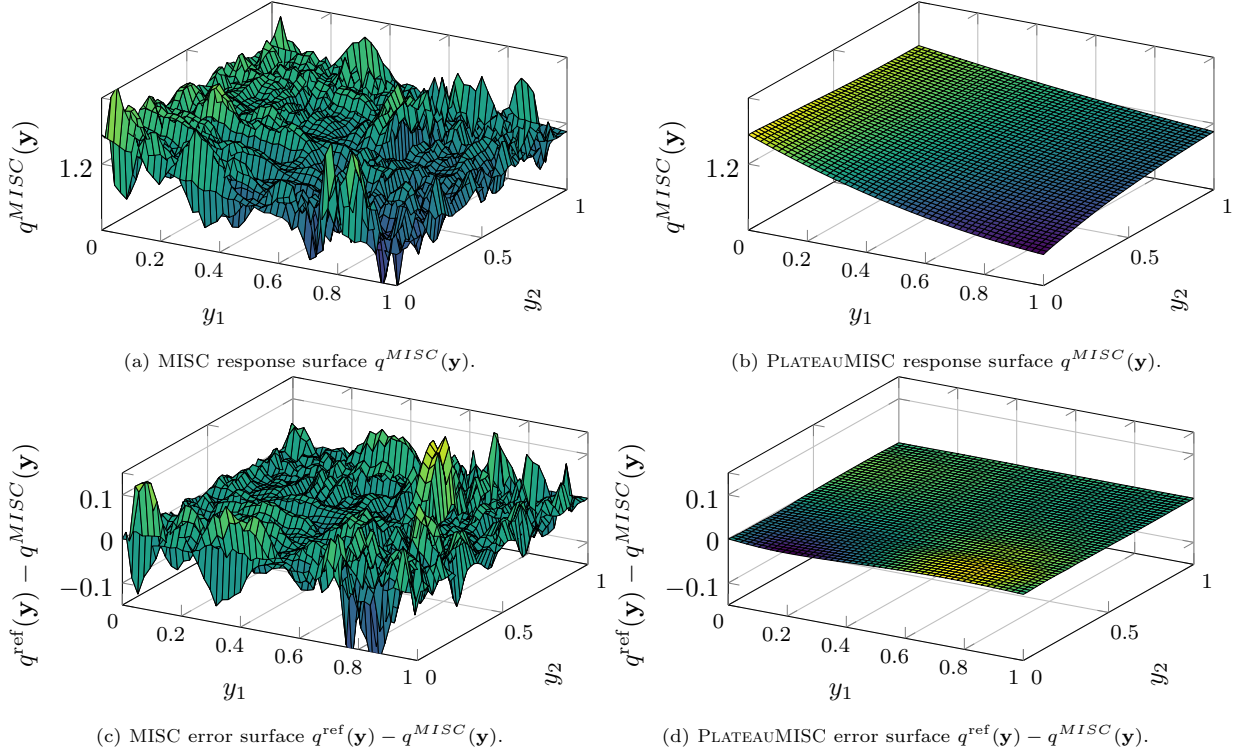 q^{MISC}(y)
1.2
0
0.2
0.4
0.6
0.8
1
0
0.5
1
y_1
y_2
(a) MISC response surface q^{MISC}(y).
q^{MISC}(y)
1.2
0
0.2
0.4
0.6
0.8
1
0
0.5
1
y_1
y_2
(b) PLATEAUMISC response surface q^{MISC}(y).
q^{ref}(y) − q^{MISC}(y)
0.1
0
−0.1
0
0.2
0.4
0.6
0.8
1
0
0.5
1
y_1
y_2
(c) MISC error surface q^{ref}(y) − q^{MISC}(y).
q^{ref}(y) − q^{MISC}(y)
0.1
0
−0.1
0
0.2
0.4
0.6
0.8
1
0
0.5
1
y_1
y_2
(d) PLATEAUMISC error surface q^{ref}(y) − q^{MISC}(y).